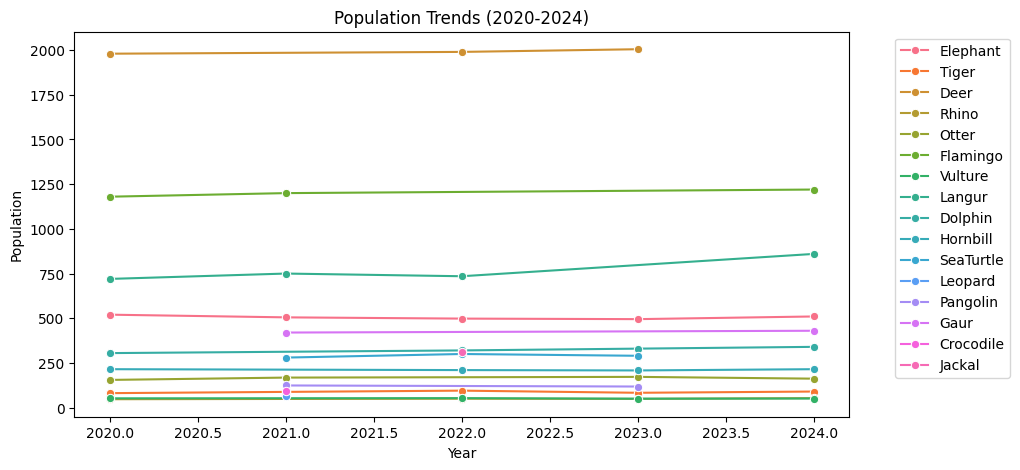 Population Trends (2020-2024)
2000
1750
1500
1250
1000
750
500
250
0
Population
2020.0 2020.5 2021.0 2021.5 2022.0 2022.5 2023.0 2023.5 2024.0
Year
Elephant
Tiger
Deer
Rhino
Otter
Flamingo
Vulture
Langur
Dolphin
Hornbill
SeaTurtle
Leopard
Pangolin
Gaur
Crocodile
Jackal